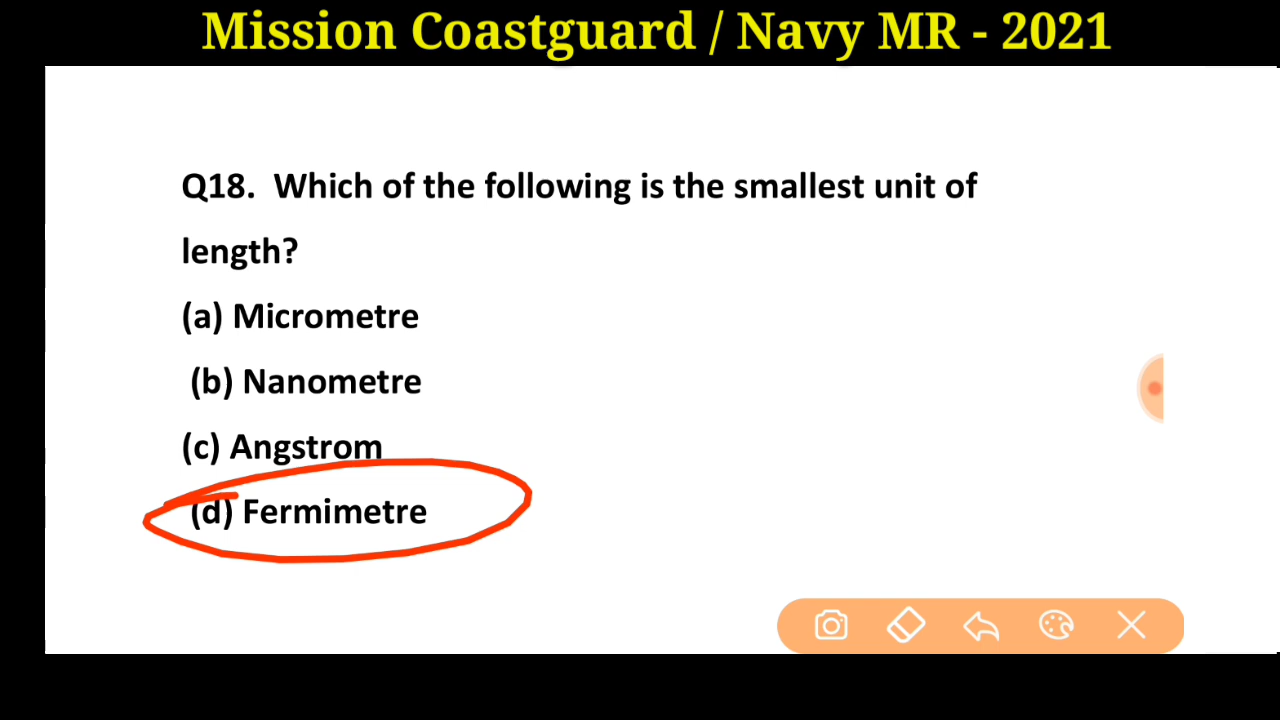 Mission Coastguard / Navy MR - 2021
Q18. Which of the following is the smallest unit of
length?
(a) Micrometre
(b) Nanometre
(c) Angstrom
(d) Fermimetre